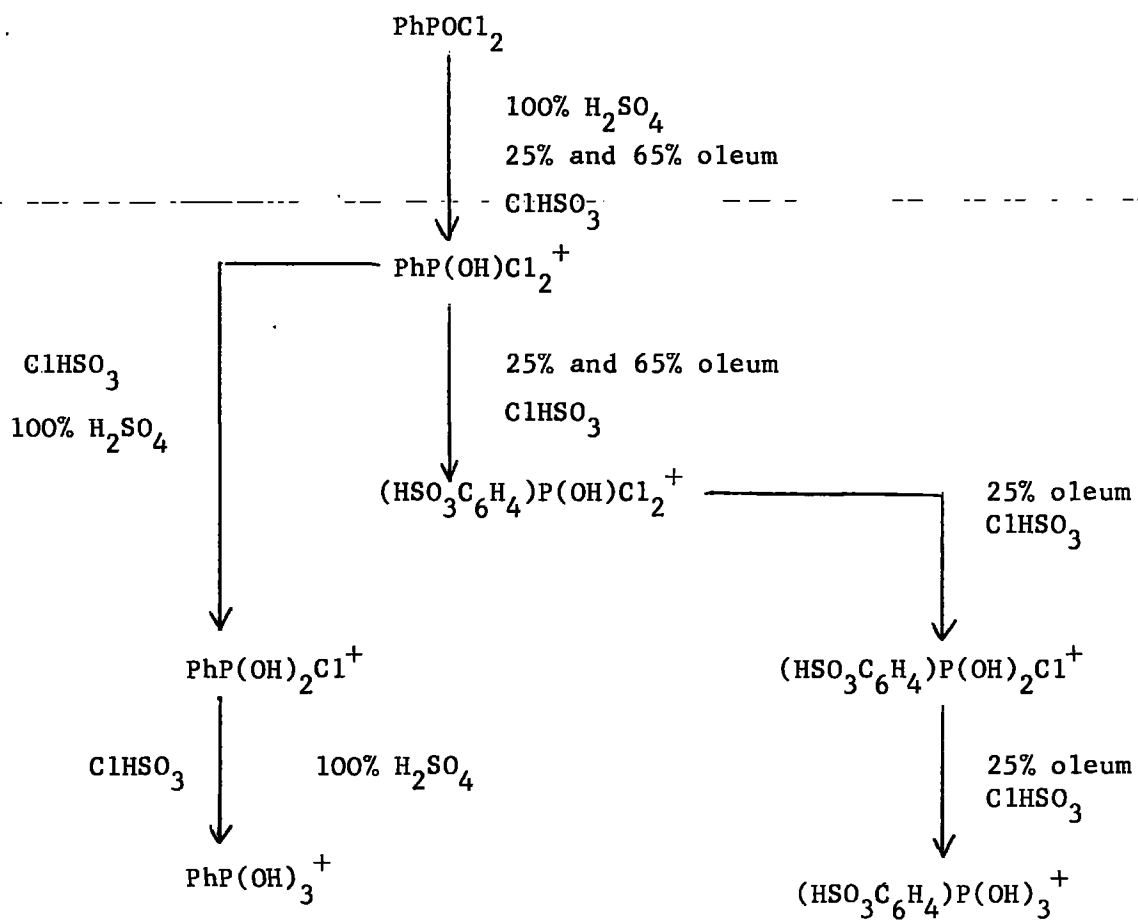 PhPOCl₂
100% H₂SO₄
25% and 65% oleum
ClHSO₃
PhP(OH)Cl₂⁺
ClHSO₃
100% H₂SO₄
25% and 65% oleum
ClHSO₃
(HSO₃C₆H₄)P(OH)Cl₂⁺
25% oleum
ClHSO₃
PhP(OH)₂Cl⁺
(HSO₃C₆H₄)P(OH)₂Cl⁺
ClHSO₃ 100% H₂SO₄
25% oleum
ClHSO₃
PhP(OH)₃⁺
(HSO₃C₆H₄)P(OH)₃⁺